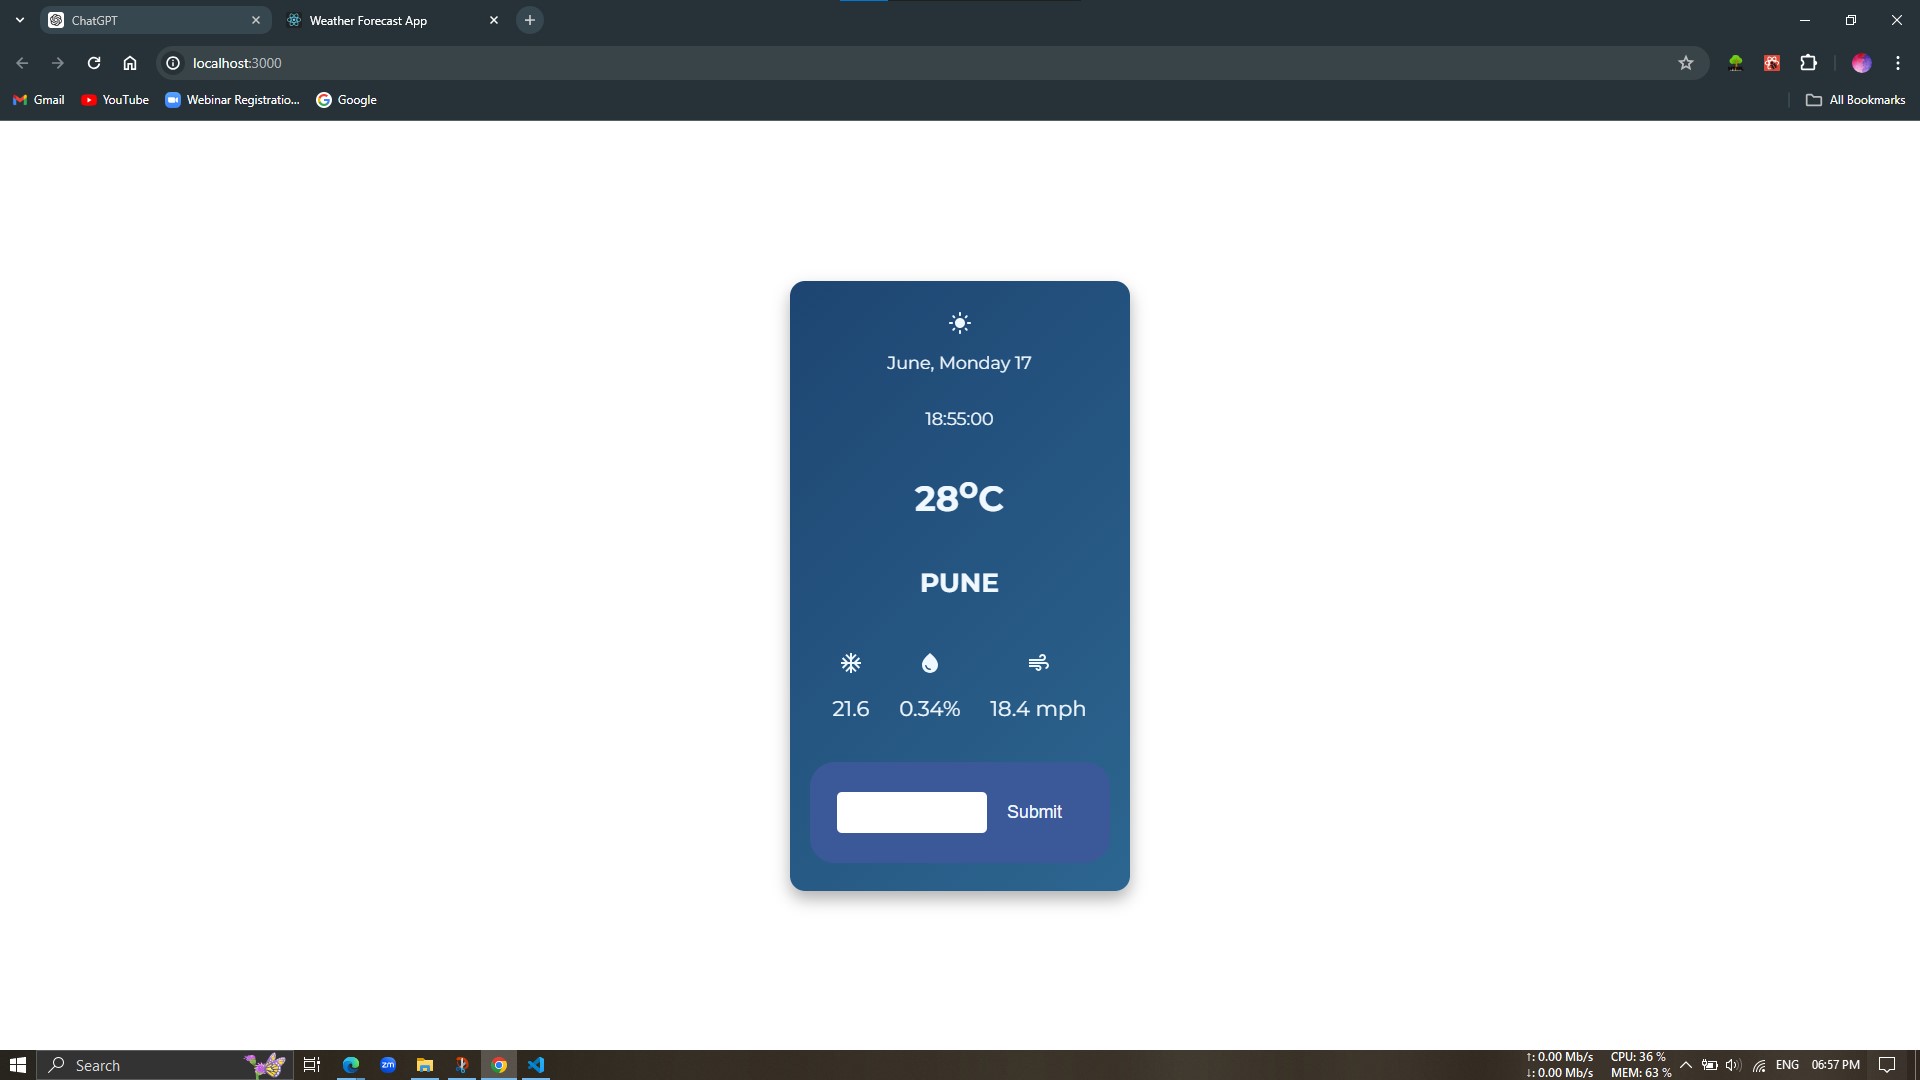 ChatGPT
Weather Forecast App
localhost:3000
Gmail
YouTube
Webinar Registratio...
Google
All Bookmarks
June, Monday 17
18:55:00
28ºC
PUNE
21.6 0.34% 18.4 mph
Submit
Search
zm
↑: 0.00 Mb/s CPU: 36 %
↓: 0.00 Mb/s MEM: 63 %
ENG
06:57 PM